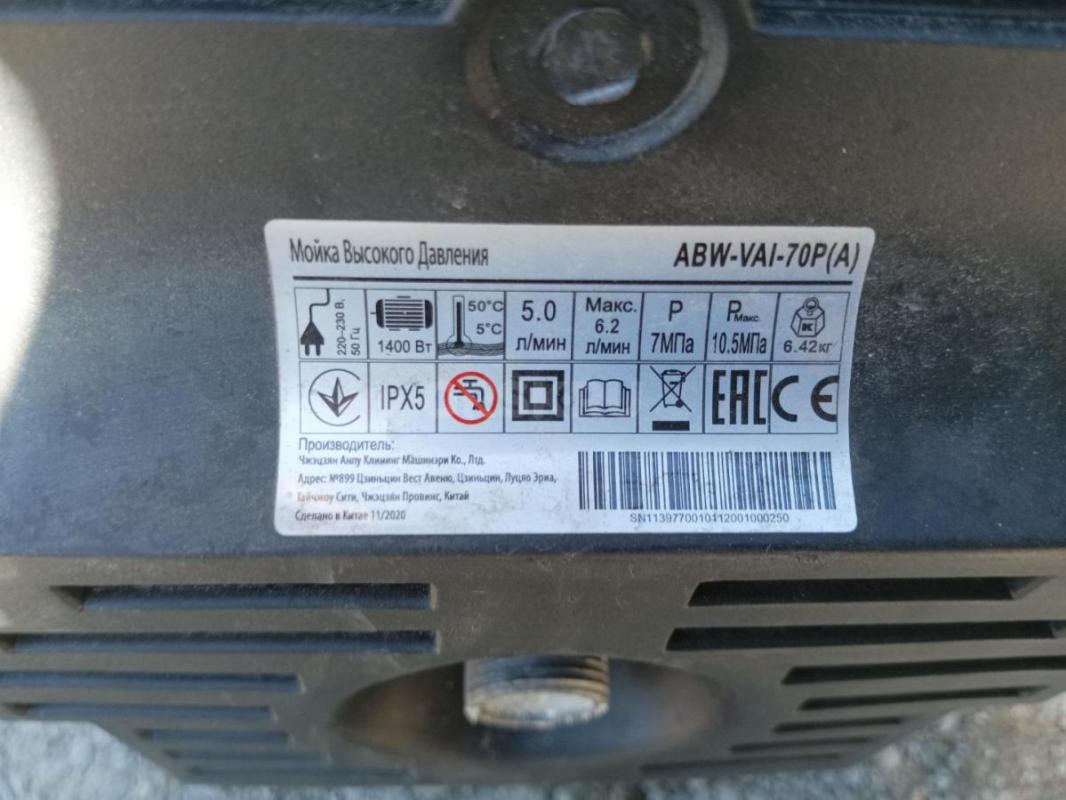 Мойка Высокого Давления ABW-VAI-70P(A)
220–230 В, 50 Гц
1400 Вт
50°C
5°C
5.0 л/мин
Макс. 6.2 л/мин
P 7МПа
Pмакс. 10.5МПа
K
6.42кг
IPX5
EAC CE
Производитель:
Чжэцзян Анлу Клининг Машинэри Ко., Лтд.
Адрес: №899 Цзиньцин Вест Авеню, Цзиньцин, Луцяо Эриа,
Тайчжоу Сити, Чжэцзян Провинс, Китай
Сделано в Китае 11/2020
SN1139770010112001000250